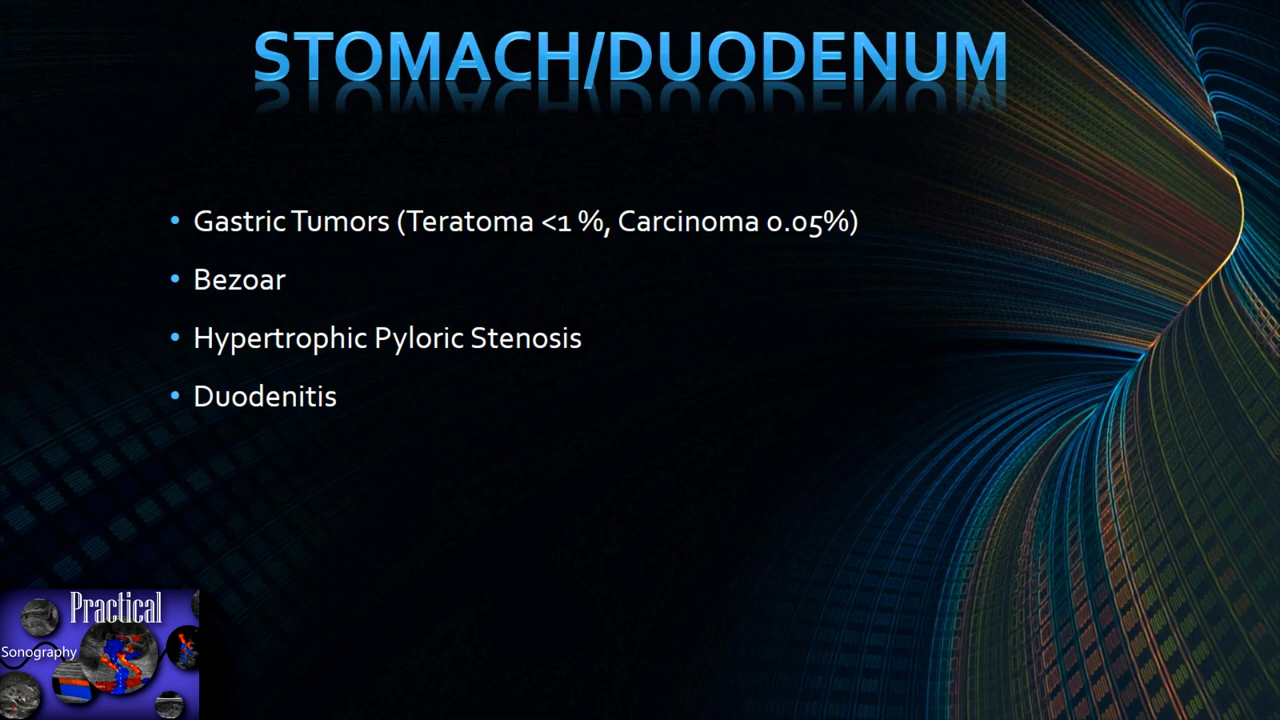 STOMACH/DUODENUM
• Gastric Tumors (Teratoma <1 %, Carcinoma 0.05%)
• Bezoar
• Hypertrophic Pyloric Stenosis
• Duodenitis
Practical
Sonography